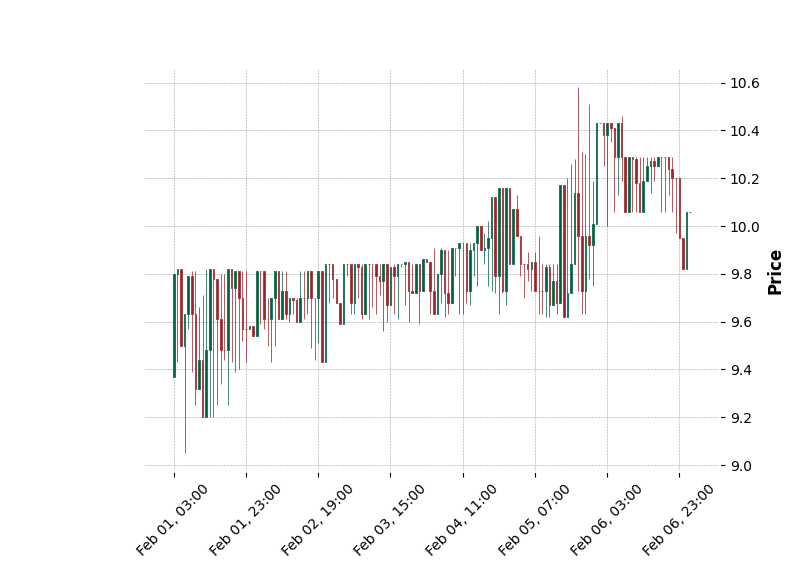 10.6
10.4
10.2
10.0
9.8
9.6
9.4
9.2
9.0
Price
Feb 01, 03:00
Feb 01, 23:00
Feb 02, 19:00
Feb 03, 15:00
Feb 04, 11:00
Feb 05, 07:00
Feb 06, 03:00
Feb 06, 23:00